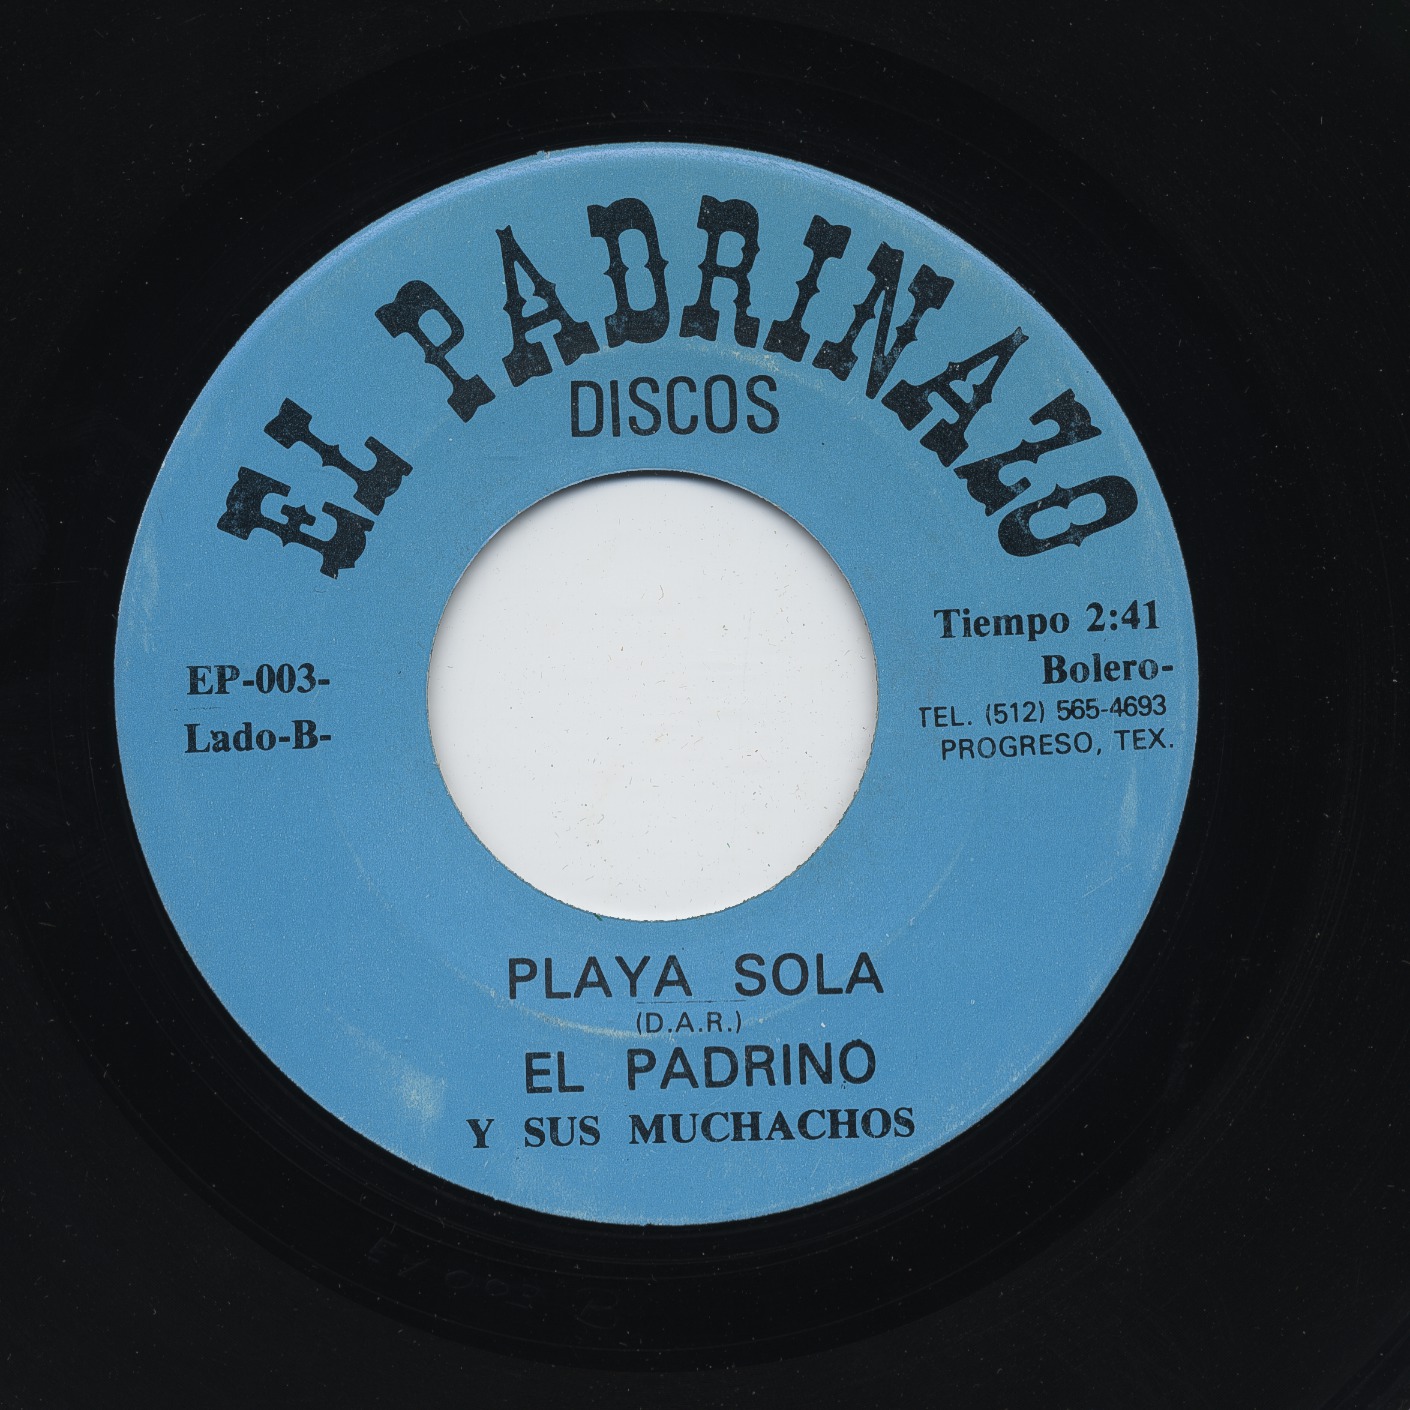 EL PADRINAZO
DISCOS
EP-003-
Lado-B-
Tiempo 2:41
Bolero-
TEL. (512) 565-4693
PROGRESO, TEX.
PLAYA SOLA
(D.A.R.)
EL PADRINO
Y SUS MUCHACHOS